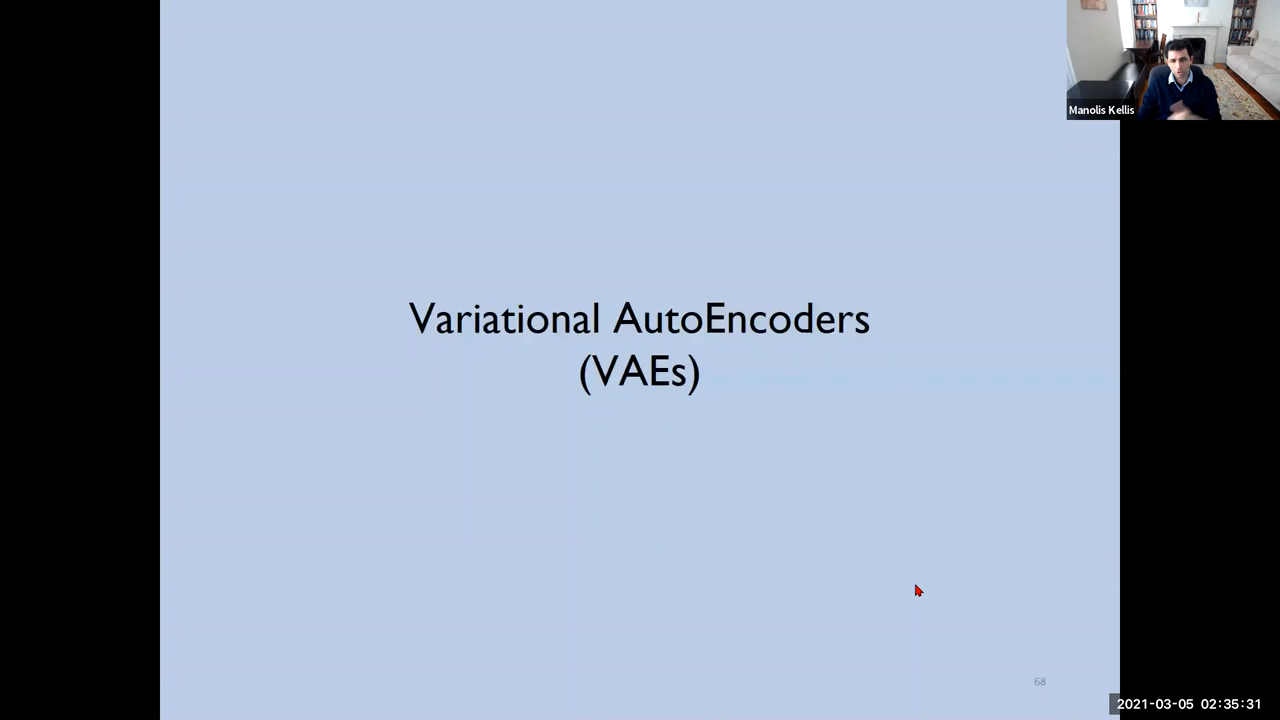 Manolis Kellis
Variational AutoEncoders
(VAEs)
68
2021-03-05 02:35:31